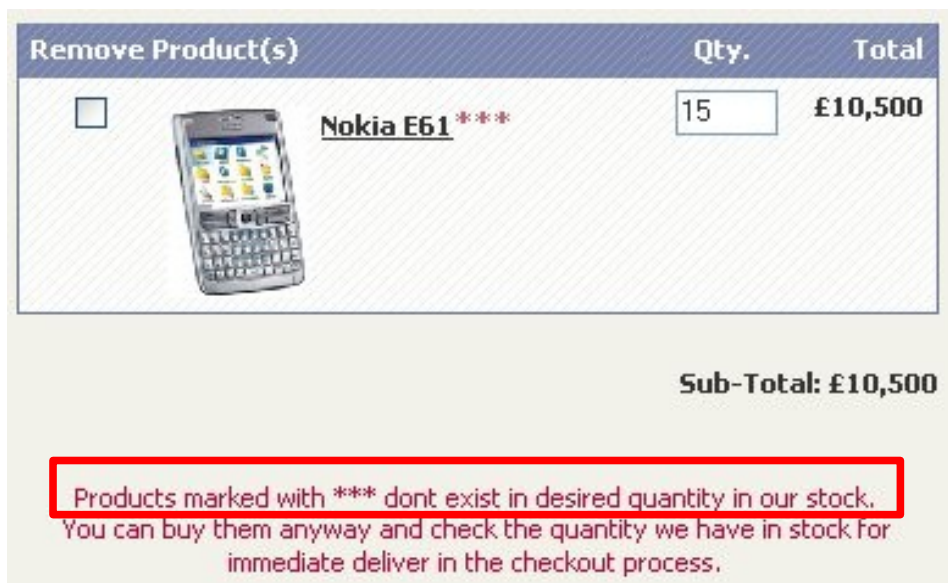 Remove Product(s) Qty. Total
Nokia E61*** 15 £10,500
Sub-Total: £10,500
Products marked with *** dont exist in desired quantity in our stock.
You can buy them anyway and check the quantity we have in stock for
immediate deliver in the checkout process.